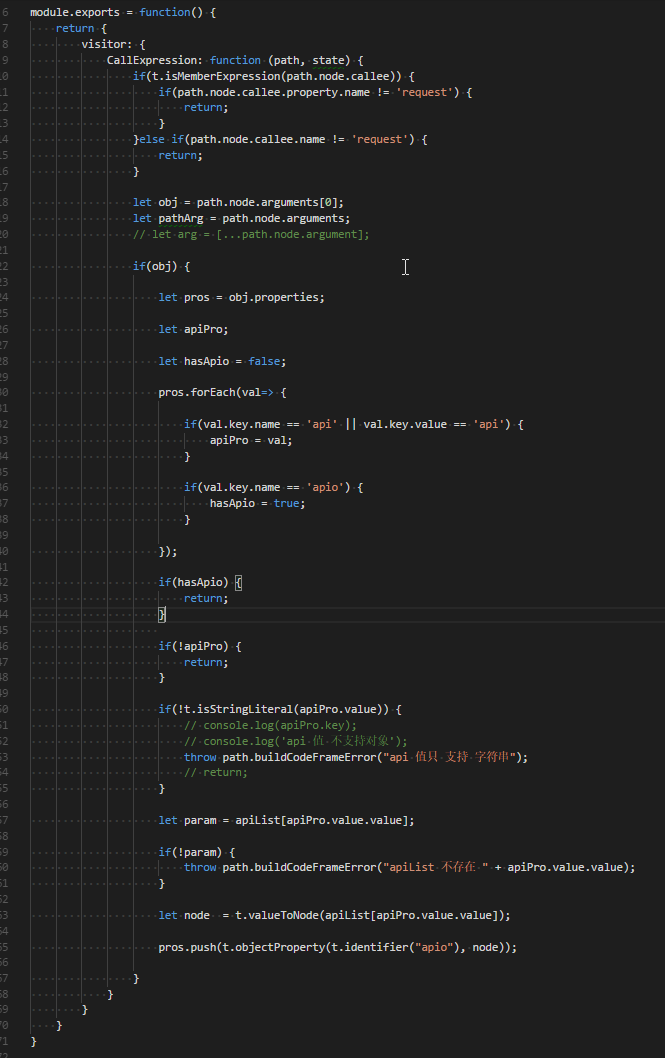 6 module.exports = function() {
7 return {
8 visitor: {
9 CallExpression: function (path, state) {
10 if(t.isMemberExpression(path.node.callee)) {
11 if(path.node.callee.property.name != 'request') {
12 return;
13 }
14 }else if(path.node.callee.name != 'request') {
15 return;
16 }
17
18 let obj = path.node.arguments[0];
19 let pathArg = path.node.arguments;
20 // let arg = [...path.node.argument];
21
22 if(obj) {
23
24 let pros = obj.properties;
25
26 let apiPro;
27
28 let hasApio = false;
29
30 pros.forEach(val=> {
31
32 if(val.key.name == 'api' || val.key.value == 'api') {
33 apiPro = val;
34 }
35
36 if(val.key.name == 'apio') {
37 hasApio = true;
38 }
39
40 });
41
42 if(hasApio) {
43 return;
44 }
45
46 if(!apiPro) {
47 return;
48 }
49
50 if(!t.isStringLiteral(apiPro.value)) {
51 // console.log(apiPro.key);
52 // console.log('api 值 不支持对象');
53 throw path.buildCodeFrameError("api 值只 支持 字符串");
54 // return;
55 }
56
57 let param = apiList[apiPro.value.value];
58
59 if(!param) {
60 throw path.buildCodeFrameError("apiList 不存在 " + apiPro.value.value);
61 }
62
63 let node  = t.valueToNode(apiList[apiPro.value.value]);
64
65 pros.push(t.objectProperty(t.identifier("apio"), node));
66
67 }
68 }
69 }
70 }
71 }